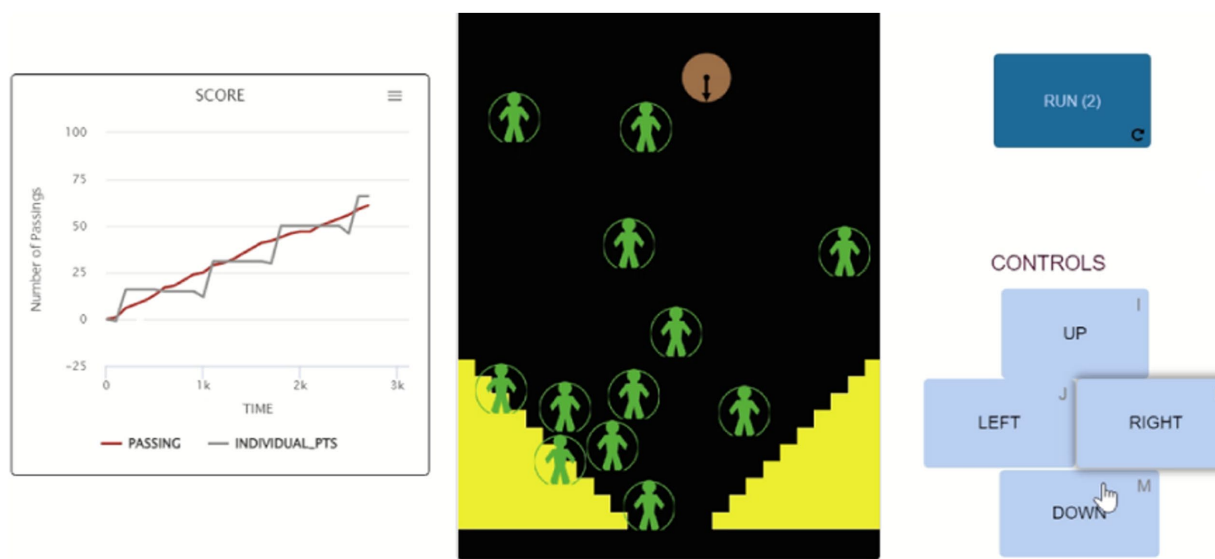 SCORE
Number of Passings
100
75
50
25
0
-25
0
1k
2k
3k
TIME
PASSING
INDIVIDUAL_PTS
RUN (2)
CONTROLS
I
UP
J
LEFT
RIGHT
M
DOWN